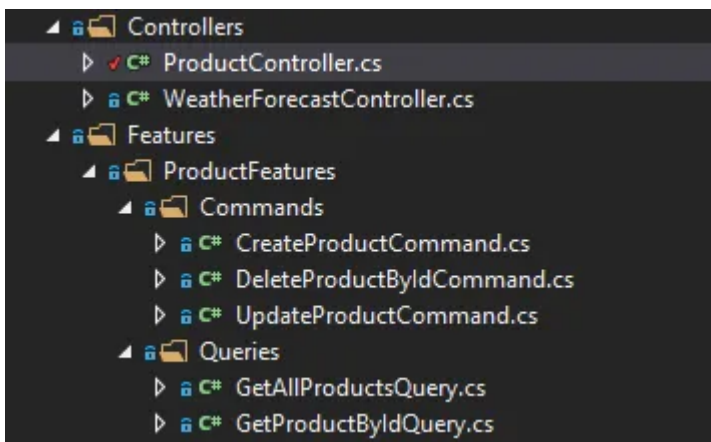 Controllers
C# ProductController.cs
C# WeatherForecastController.cs
Features
ProductFeatures
Commands
C# CreateProductCommand.cs
C# DeleteProductByIdCommand.cs
C# UpdateProductCommand.cs
Queries
C# GetAllProductsQuery.cs
C# GetProductByIdQuery.cs